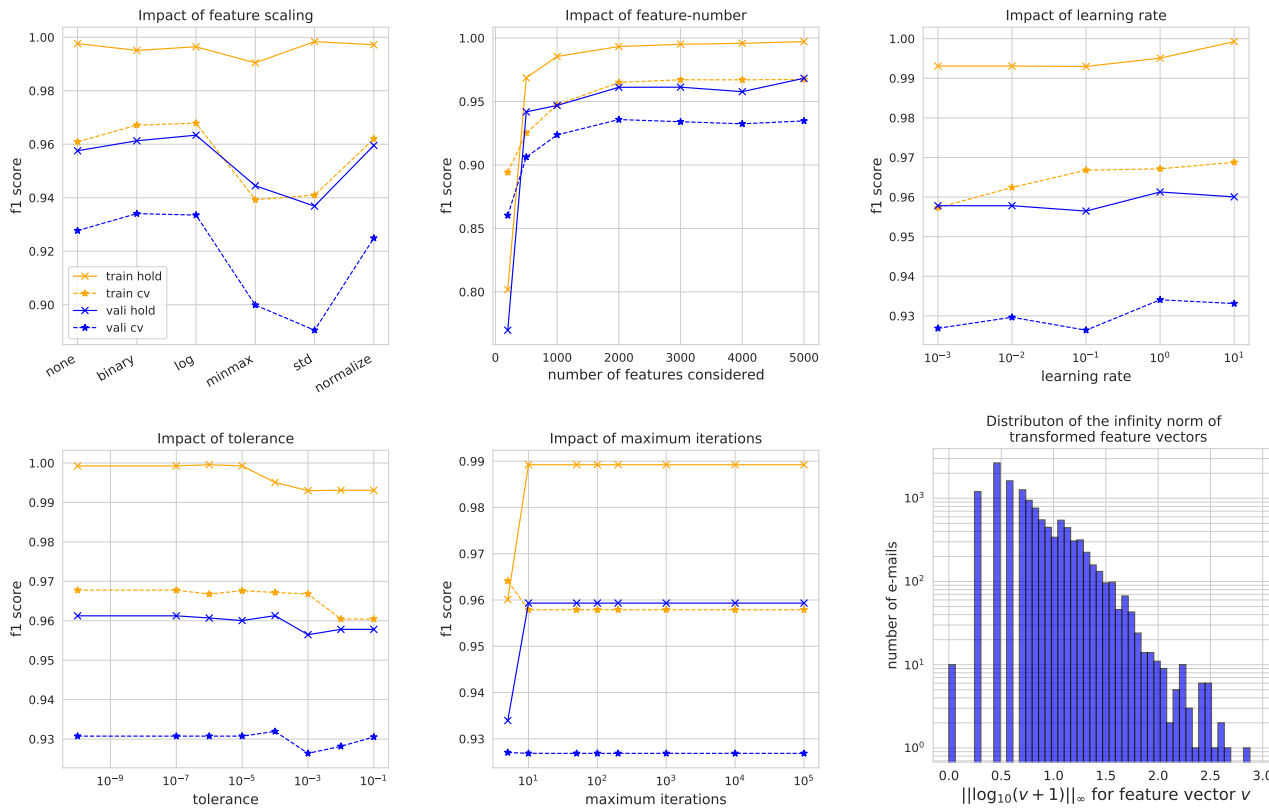 Impact of feature scaling
f1 score
1.00
0.98
0.96
0.94
0.92
0.90
train hold
train cv
vali hold
vali cv
none
binary
log
minmax
std
normalize
Impact of feature-number
f1 score
1.00
0.95
0.90
0.85
0.80
0
1000
2000
3000
4000
5000
number of features considered
Impact of learning rate
f1 score
1.00
0.99
0.98
0.97
0.96
0.95
0.94
0.93
10⁻³
10⁻²
10⁻¹
10⁰
10¹
learning rate
Impact of tolerance
f1 score
1.00
0.99
0.98
0.97
0.96
0.95
0.94
0.93
10⁻⁹
10⁻⁷
10⁻⁵
10⁻³
10⁻¹
tolerance
Impact of maximum iterations
f1 score
0.99
0.98
0.97
0.96
0.95
0.94
0.93
10¹
10²
10³
10⁴
10⁵
maximum iterations
Distributon of the infinity norm of
transformed feature vectors
number of e-mails
10³
10²
10¹
10⁰
0.0
0.5
1.0
1.5
2.0
2.5
3.0
||log₁₀(v + 1)||∞ for feature vector v